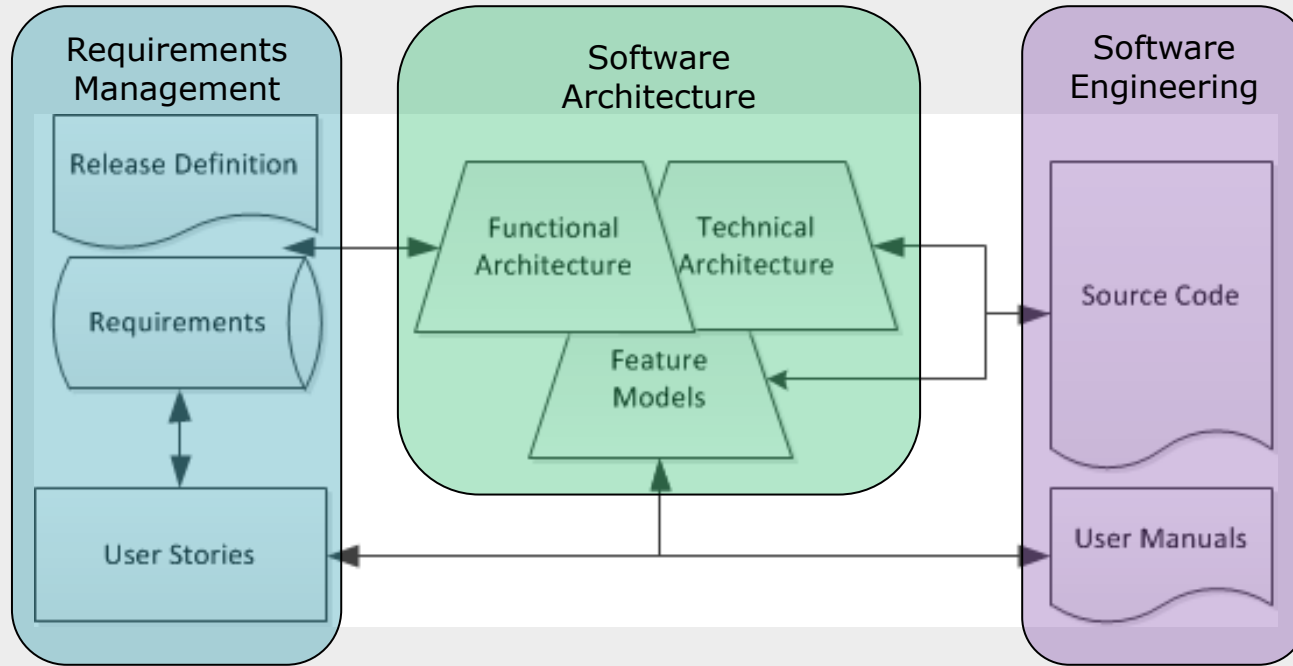 Requirements
Management
Release Definition
Requirements
User Stories
Software
Architecture
Functional
Architecture
Technical
Architecture
Feature
Models
Software
Engineering
Source Code
User Manuals